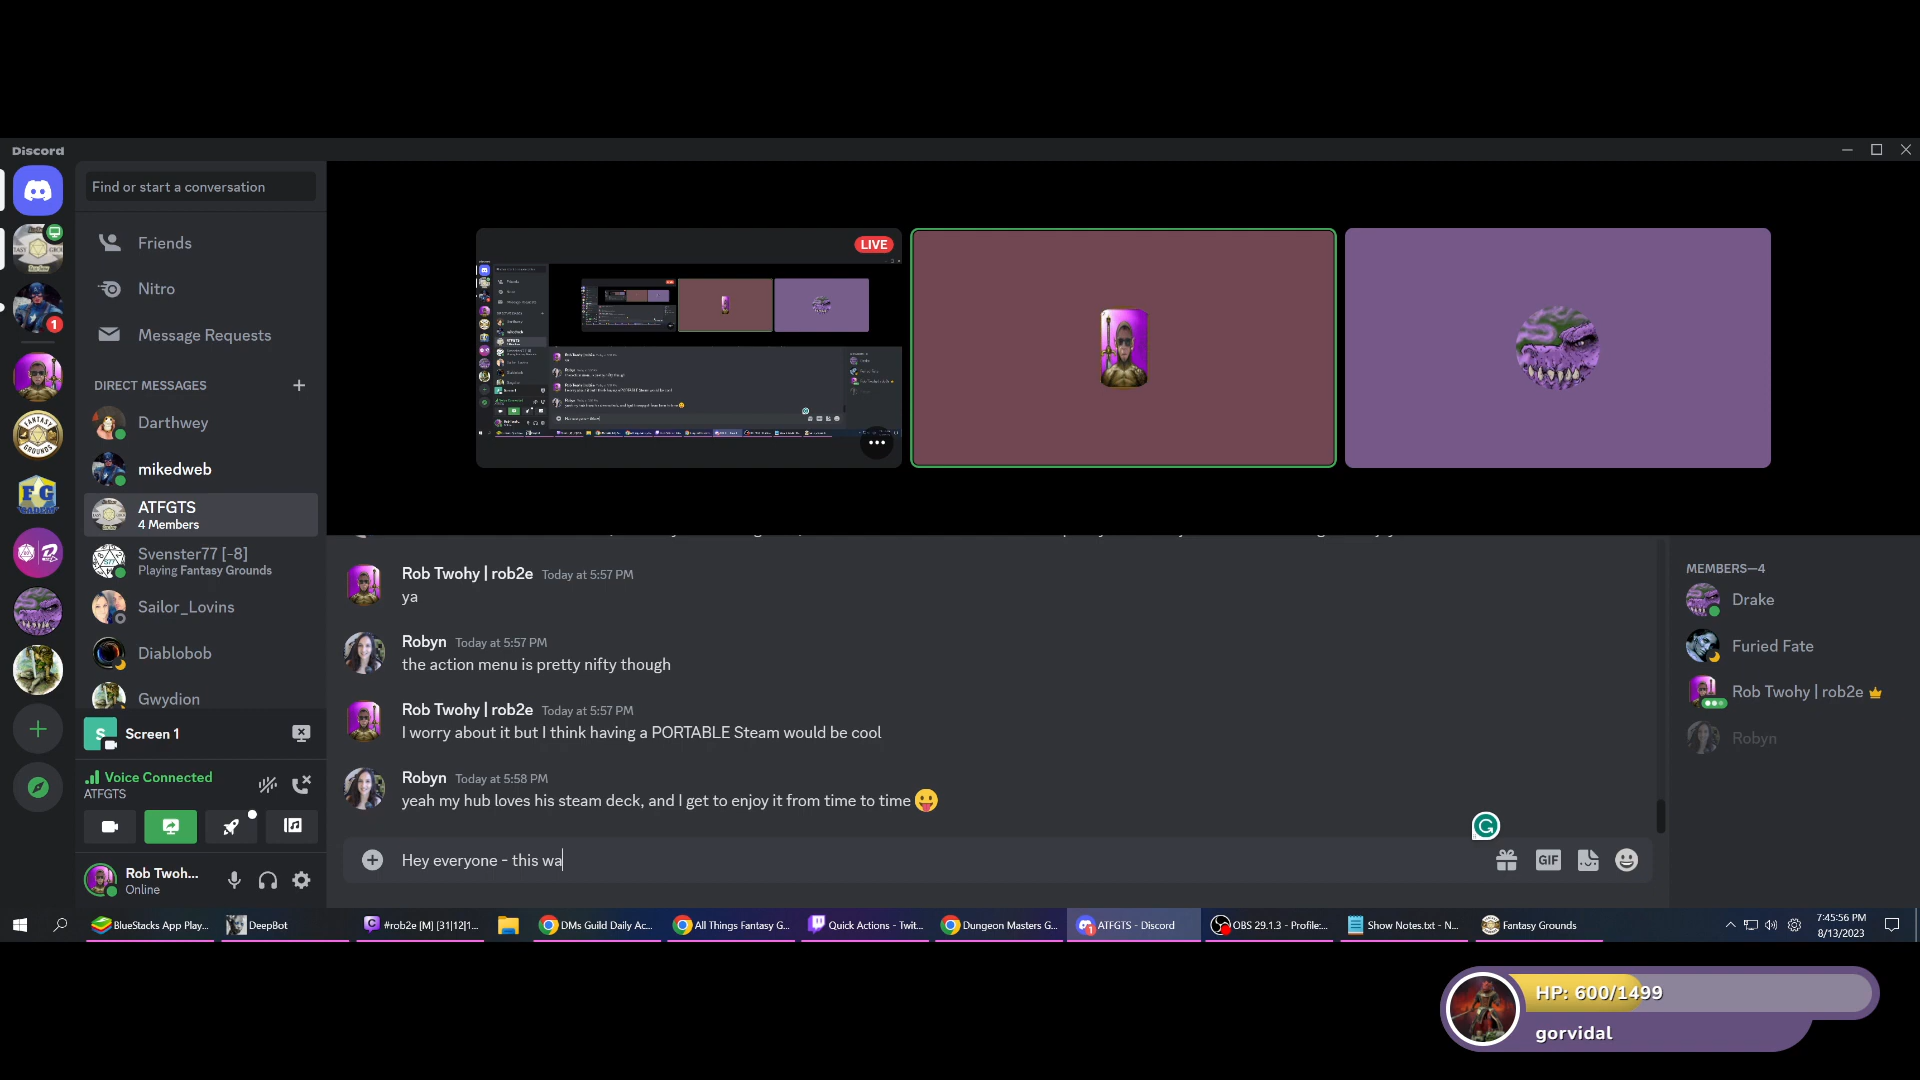 Discord
Find or start a conversation
Friends
Nitro
Message Requests
DIRECT MESSAGES
Darthwey
mikedweb
ATFGTS
4 Members
Svenster77 [-8]
Playing Fantasy Grounds
Sailor_Lovins
Diablobob
Gwydion
Screen 1
Voice Connected
ATFGTS
Rob Twoh...
Online
1
S
LIVE
Rob Twohy | rob2e Today at 5:57 PM
ya
Robyn Today at 5:57 PM
the action menu is pretty nifty though
Rob Twohy | rob2e Today at 5:57 PM
I worry about it but I think having a PORTABLE Steam would be cool
Robyn Today at 5:58 PM
yeah my hub loves his steam deck, and I get to enjoy it from time to time
Hey everyone - this wa
GIF
MEMBERS—4
Drake
Furied Fate
Rob Twohy | rob2e
Robyn
BlueStacks App Play...
DeepBot
#rob2e [M] [31|12|1...
DMs Guild Daily Ac...
All Things Fantasy G...
Quick Actions - Twit...
Dungeon Masters G...
ATFGTS - Discord
OBS 29.1.3 - Profile:...
Show Notes.txt - N...
Fantasy Grounds
7:45:56 PM
8/13/2023
HP: 600/1499
gorvidal